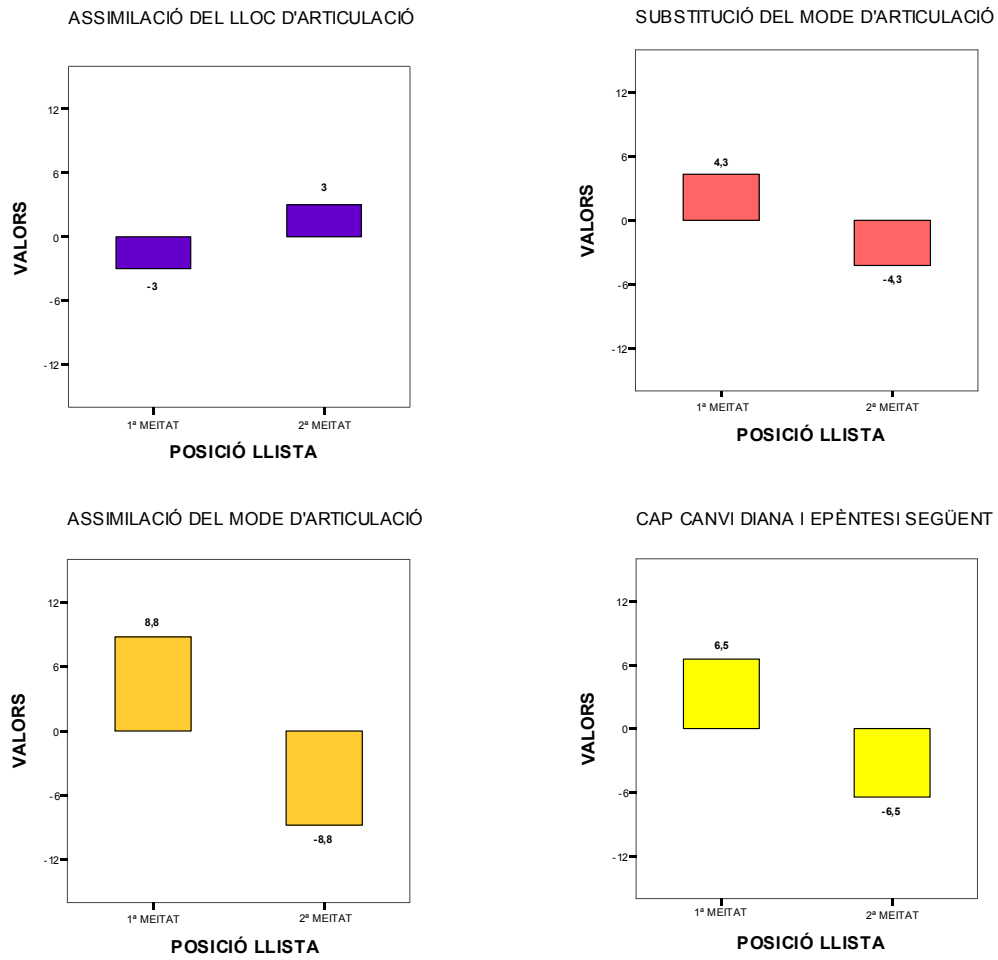 ASSIMILACIÓ DEL LLOC D'ARTICULACIÓ
12
6
0
-6
-12
VALORS
-3
3
1ª MEITAT
2ª MEITAT
POSICIÓ LLISTA
SUBSTITUCIÓ DEL MODE D'ARTICULACIÓ
12
6
0
-6
-12
VALORS
4,3
-4,3
1ª MEITAT
2ª MEITAT
POSICIÓ LLISTA
ASSIMILACIÓ DEL MODE D'ARTICULACIÓ
12
6
0
-6
-12
VALORS
8,8
-8,8
1ª MEITAT
2ª MEITAT
POSICIÓ LLISTA
CAP CANVI DIANA I EPÈNTESI SEGÜENT
12
6
0
-6
-12
VALORS
6,5
-6,5
1ª MEITAT
2ª MEITAT
POSICIÓ LLISTA